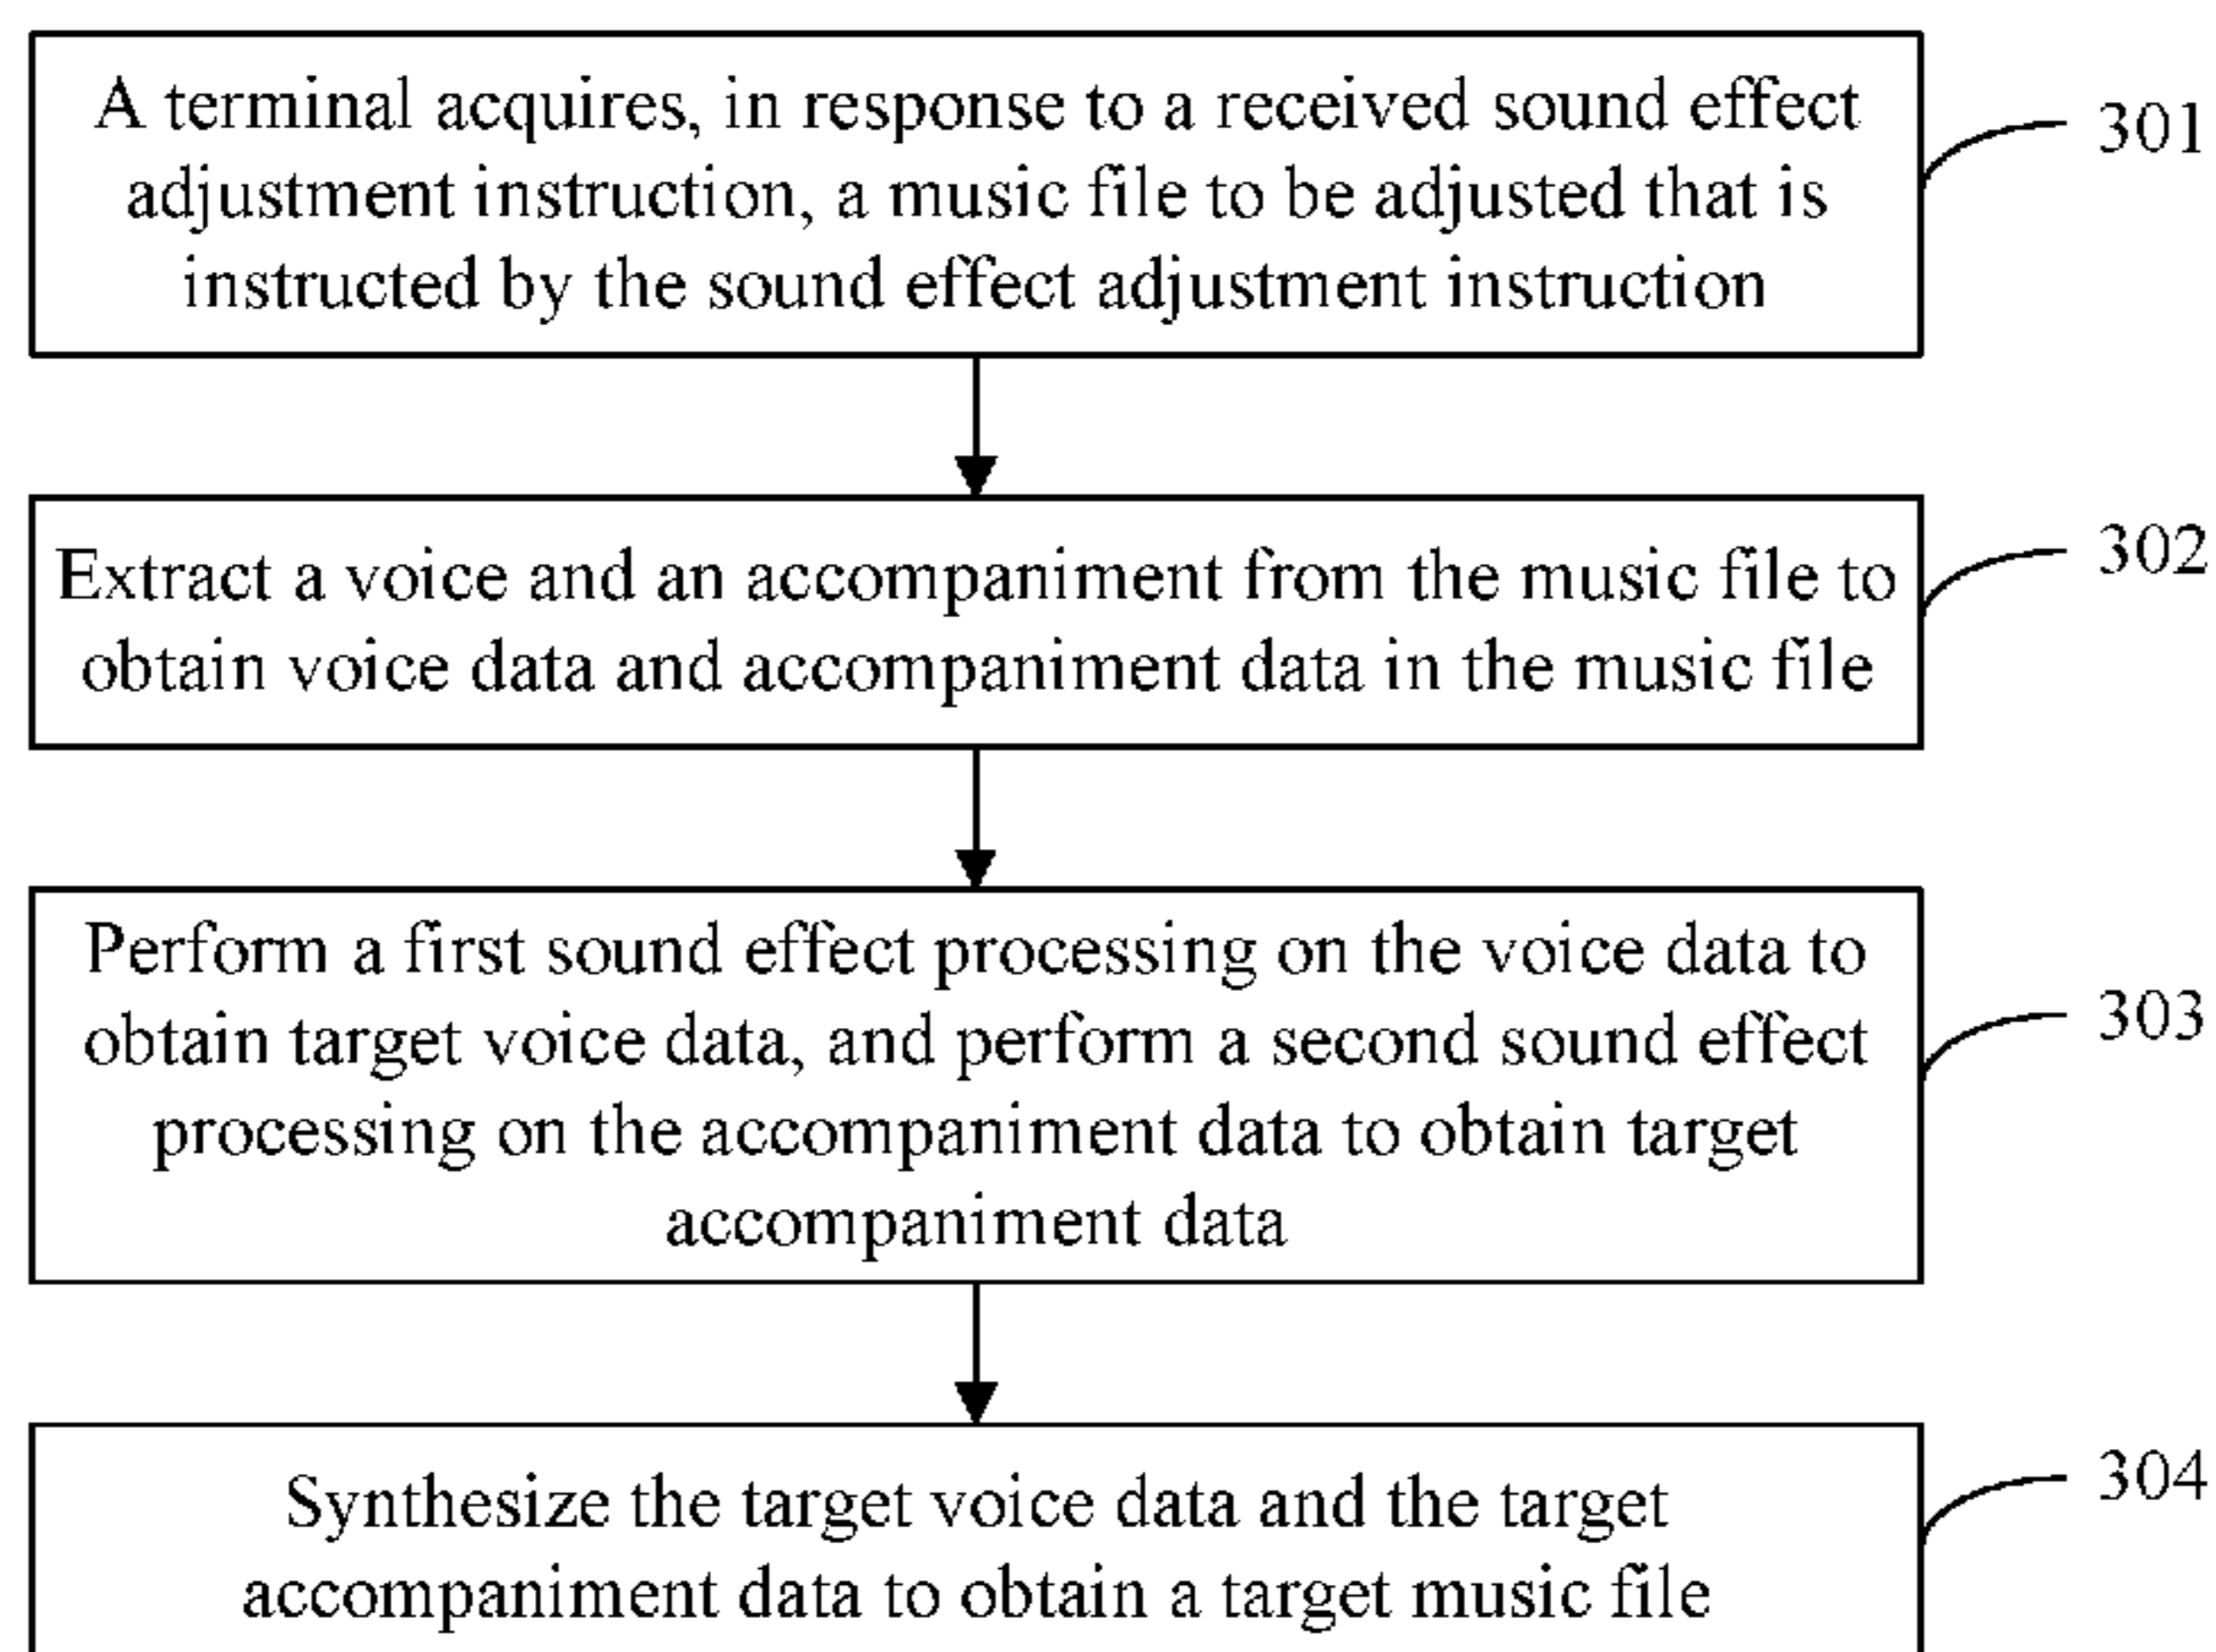 A terminal acquires, in response to a received sound effect
adjustment instruction, a music file to be adjusted that is
instructed by the sound effect adjustment instruction
301
Extract a voice and an accompaniment from the music file to
obtain voice data and accompaniment data in the music file
302
Perform a first sound effect processing on the voice data to
obtain target voice data, and perform a second sound effect
processing on the accompaniment data to obtain target
accompaniment data
303
Synthesize the target voice data and the target
accompaniment data to obtain a target music file
304